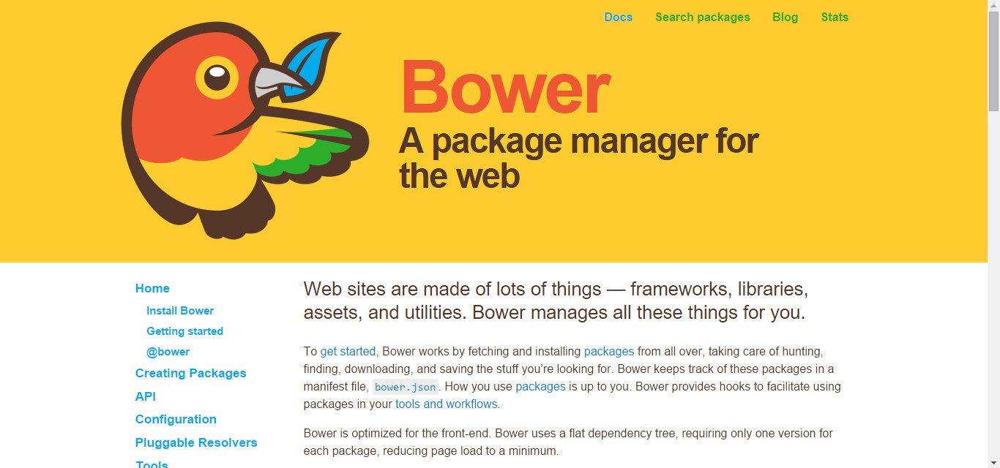 Docs Search packages Blog Stats
Bower
A package manager for
the web
Home
Install Bower
Getting started
@bower
Creating Packages
API
Configuration
Pluggable Resolvers
Tools
Web sites are made of lots of things — frameworks, libraries,
assets, and utilities. Bower manages all these things for you.
To get started, Bower works by fetching and installing packages from all over, taking care of hunting,
finding, downloading, and saving the stuff you’re looking for. Bower keeps track of these packages in a
manifest file, bower.json. How you use packages is up to you. Bower provides hooks to facilitate using
packages in your tools and workflows.
Bower is optimized for the front-end. Bower uses a flat dependency tree, requiring only one version for
each package, reducing page load to a minimum.